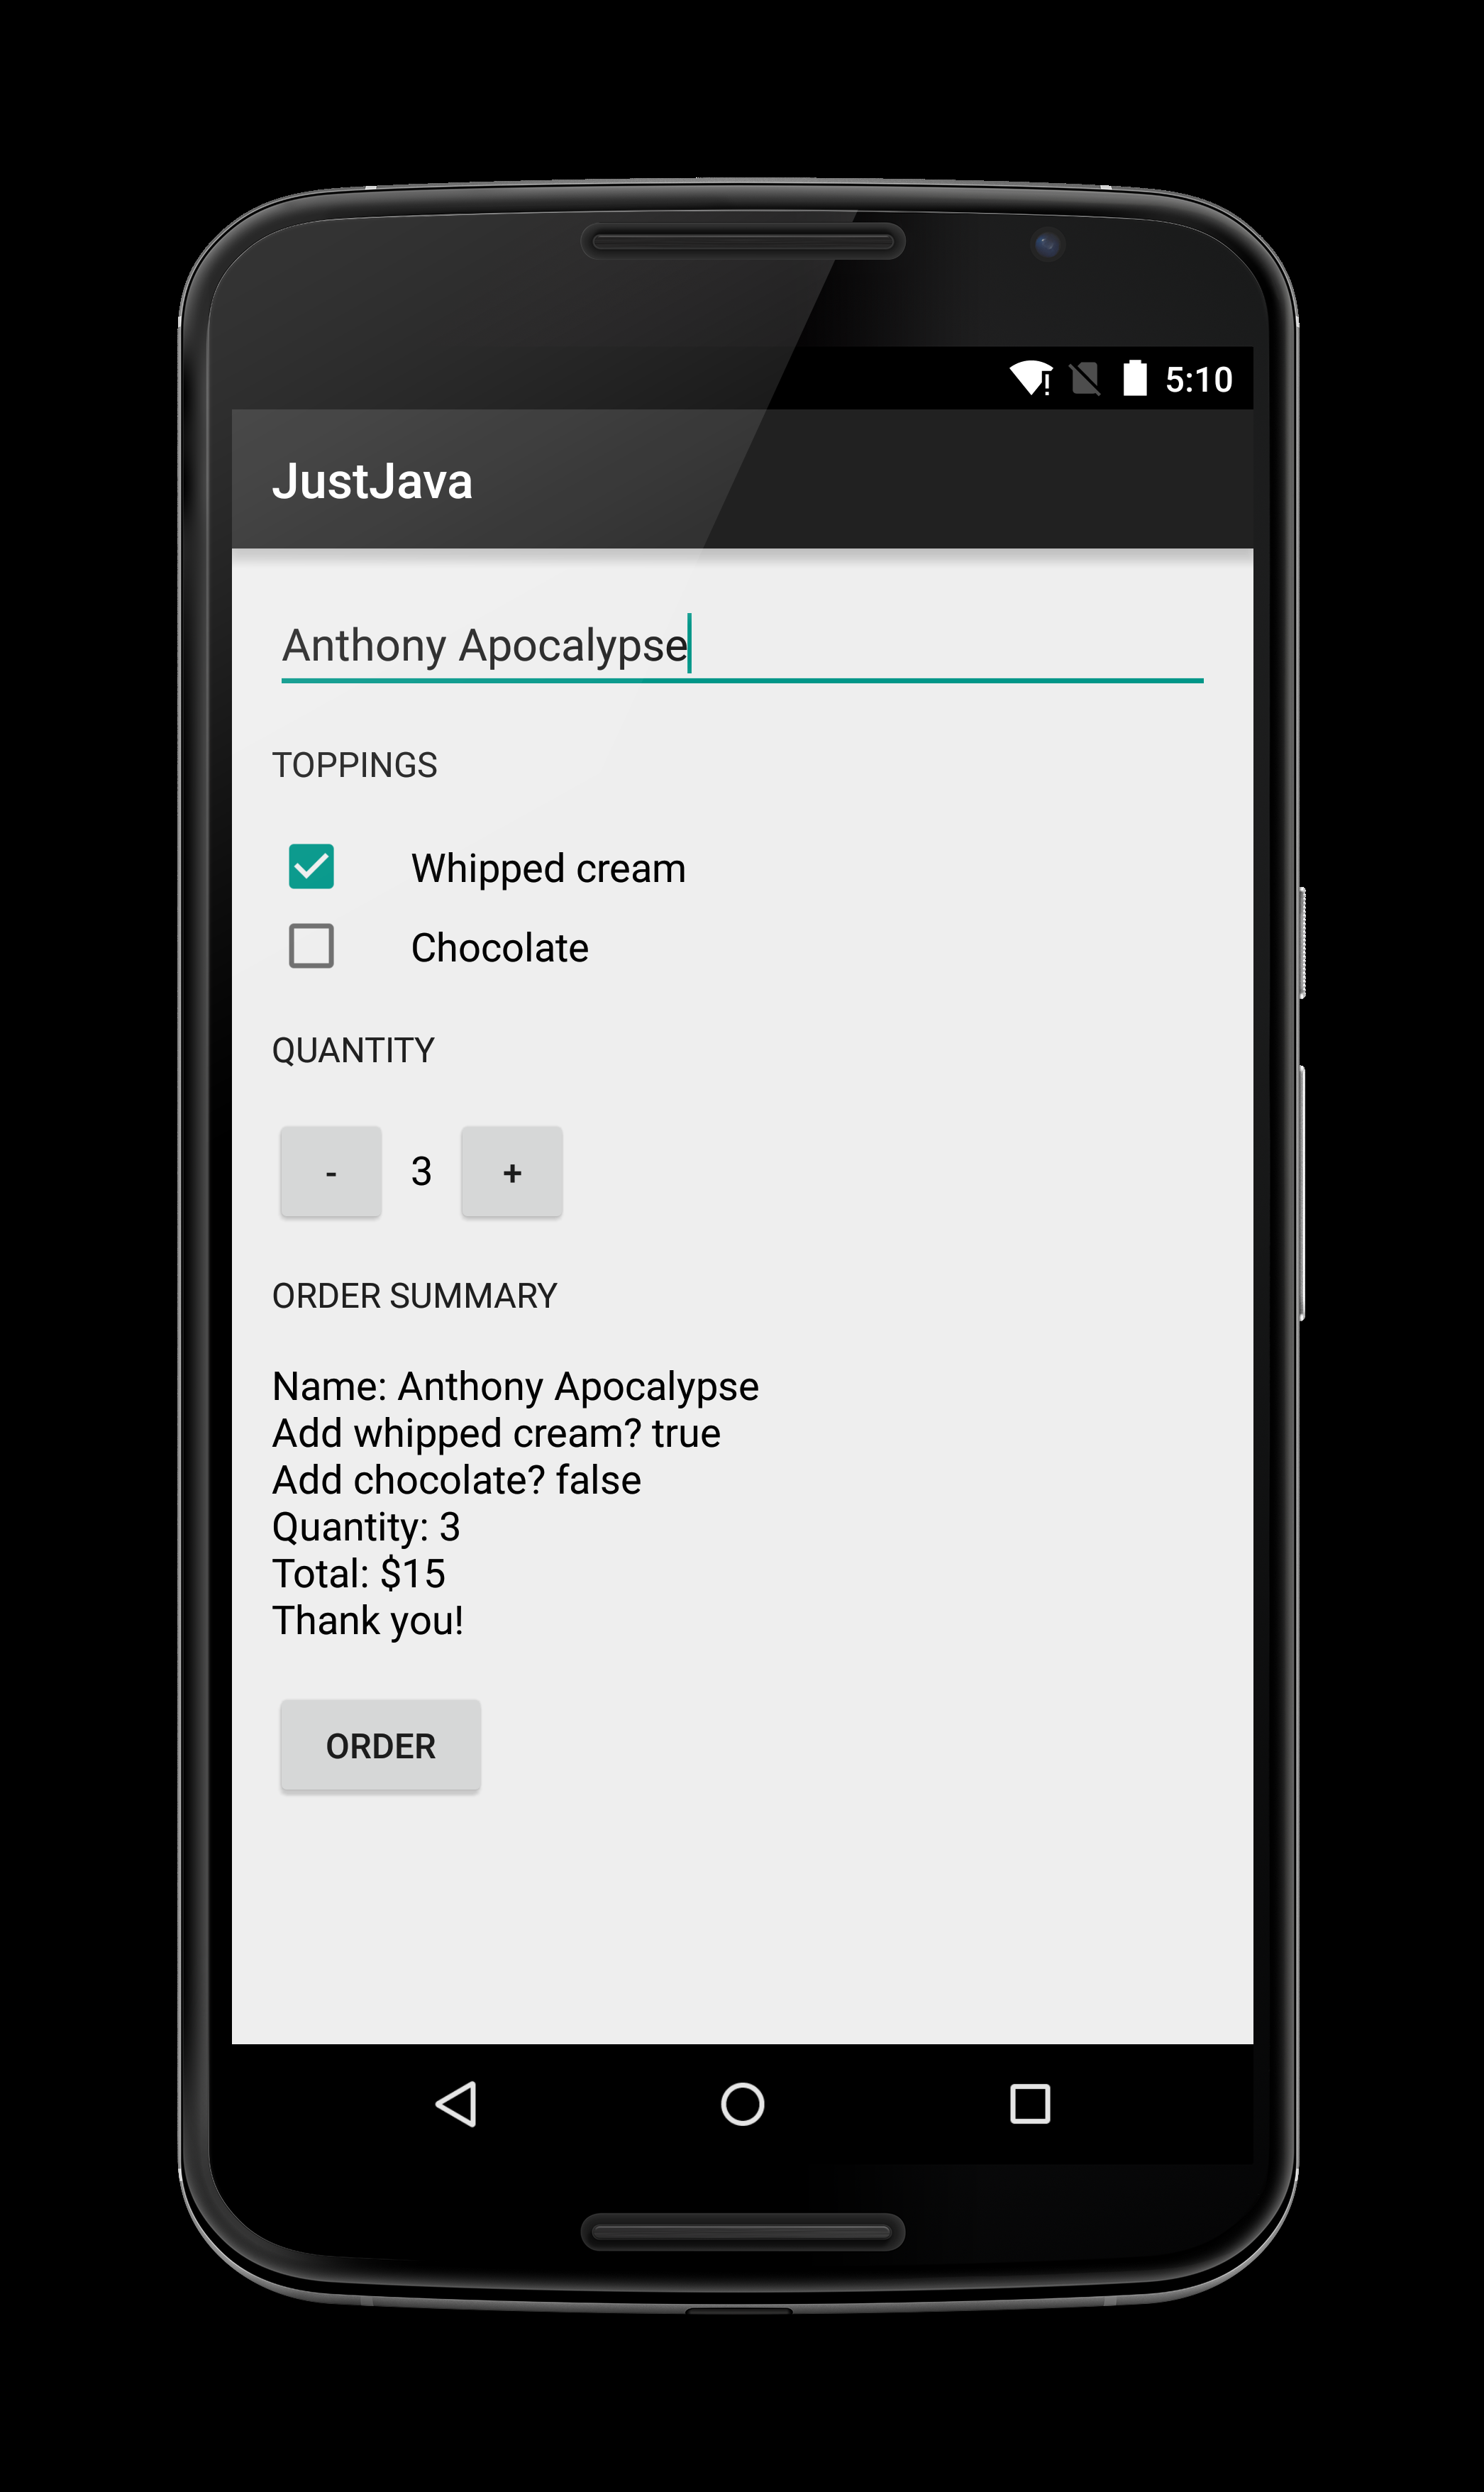 5:10
JustJava
Anthony Apocalypse
TOPPINGS
Whipped cream
Chocolate
QUANTITY
- 3 +
ORDER SUMMARY
Name: Anthony Apocalypse
Add whipped cream? true
Add chocolate? false
Quantity: 3
Total: $15
Thank you!
ORDER